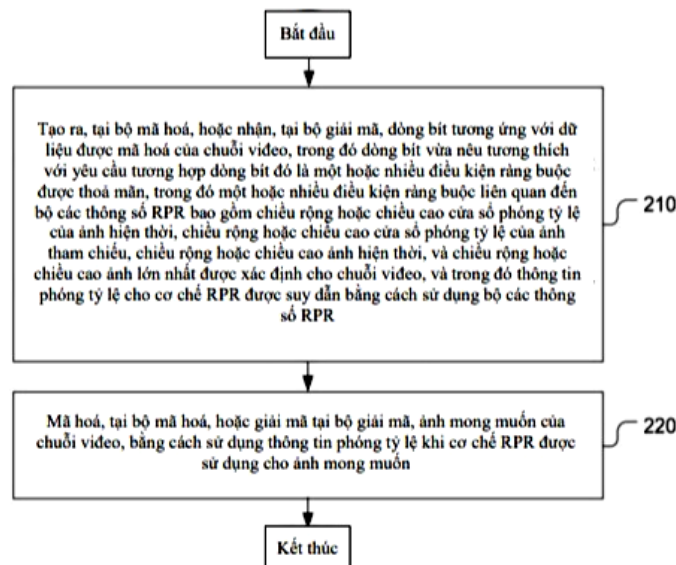 Bắt đầu
Tạo ra, tại bộ mã hoá, hoặc nhận, tại bộ giải mã, dòng bít tương ứng với dữ
liệu được mã hoá của chuỗi video, trong đó dòng bít vừa nêu tương thích
với yêu cầu tương hợp dòng bít đó là một hoặc nhiều điều kiện ràng buộc
được thoả mãn, trong đó một hoặc nhiều điều kiện ràng buộc liên quan đến
bộ các thông số RPR bao gồm chiều rộng hoặc chiều cao cửa sổ phóng tỷ lệ
của ảnh hiện thời, chiều rộng hoặc chiều cao cửa sổ phóng tỷ lệ của ảnh
tham chiếu, chiều rộng hoặc chiều cao ảnh hiện thời, và chiều rộng hoặc
chiều cao ảnh lớn nhất được xác định cho chuỗi video, và trong đó thông tin
phóng tỷ lệ cho cơ chế RPR được suy dẫn bằng cách sử dụng bộ các thông
số RPR
210
Mã hoá, tại bộ mã hoá, hoặc giải mã tại bộ giải mã, ảnh mong muốn của
chuỗi video, bằng cách sử dụng thông tin phóng tỷ lệ khi cơ chế RPR được
sử dụng cho ảnh mong muốn
220
Kết thúc